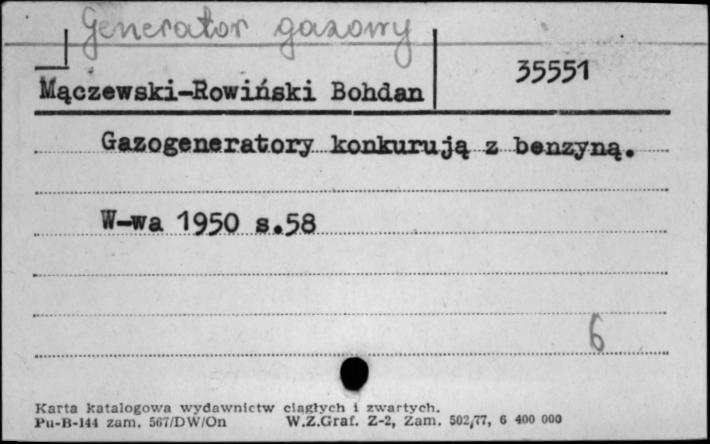 Generator gazowy
Mączewski-Rowiński Bohdan 35551
Gazogeneratory konkurują z benzyną.
W-wa 1950 s.58
6
Karta katalogowa wydawnictw ciągłych i zwartych.
Pu-B-144 zam. 567/DW/On W.Z.Graf. Z-2, Zam. 502/77, 6 400 000